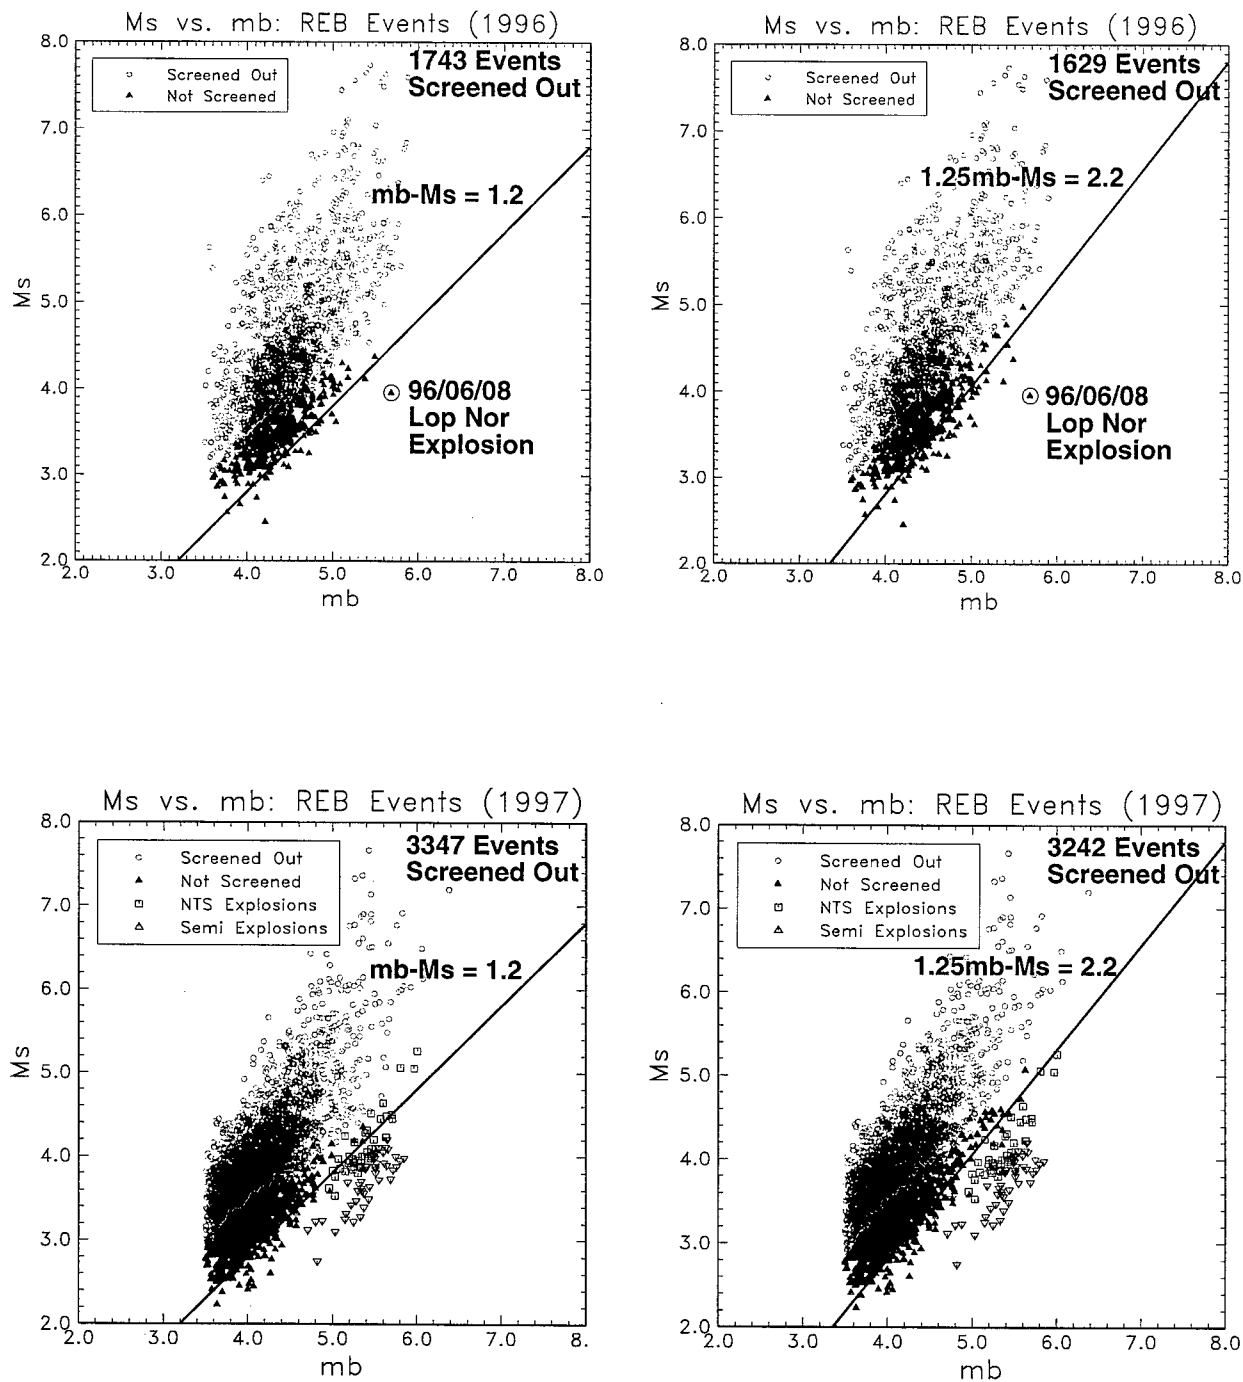 Ms vs. mb: REB Events (1996)
8.0
7.0
6.0
5.0
4.0
3.0
2.0
Ms
Screened Out
Not Screened
1743 Events
Screened Out
mb-Ms = 1.2
96/06/08
Lop Nor
Explosion
2.0 3.0 4.0 5.0 6.0 7.0 8.0
mb
Ms vs. mb: REB Events (1996)
8.0
7.0
6.0
5.0
4.0
3.0
2.0
Ms
Screened Out
Not Screened
1629 Events
Screened Out
1.25mb-Ms = 2.2
96/06/08
Lop Nor
Explosion
2.0 3.0 4.0 5.0 6.0 7.0 8.0
mb
Ms vs. mb: REB Events (1997)
8.0
7.0
6.0
5.0
4.0
3.0
2.0
Ms
Screened Out
Not Screened
NTS Explosions
Semi Explosions
3347 Events
Screened Out
mb-Ms = 1.2
2.0 3.0 4.0 5.0 6.0 7.0 8.
mb
Ms vs. mb: REB Events (1997)
8.0
7.0
6.0
5.0
4.0
3.0
2.0
Ms
Screened Out
Not Screened
NTS Explosions
Semi Explosions
3242 Events
Screened Out
1.25mb-Ms = 2.2
2.0 3.0 4.0 5.0 6.0 7.0 8.0
mb